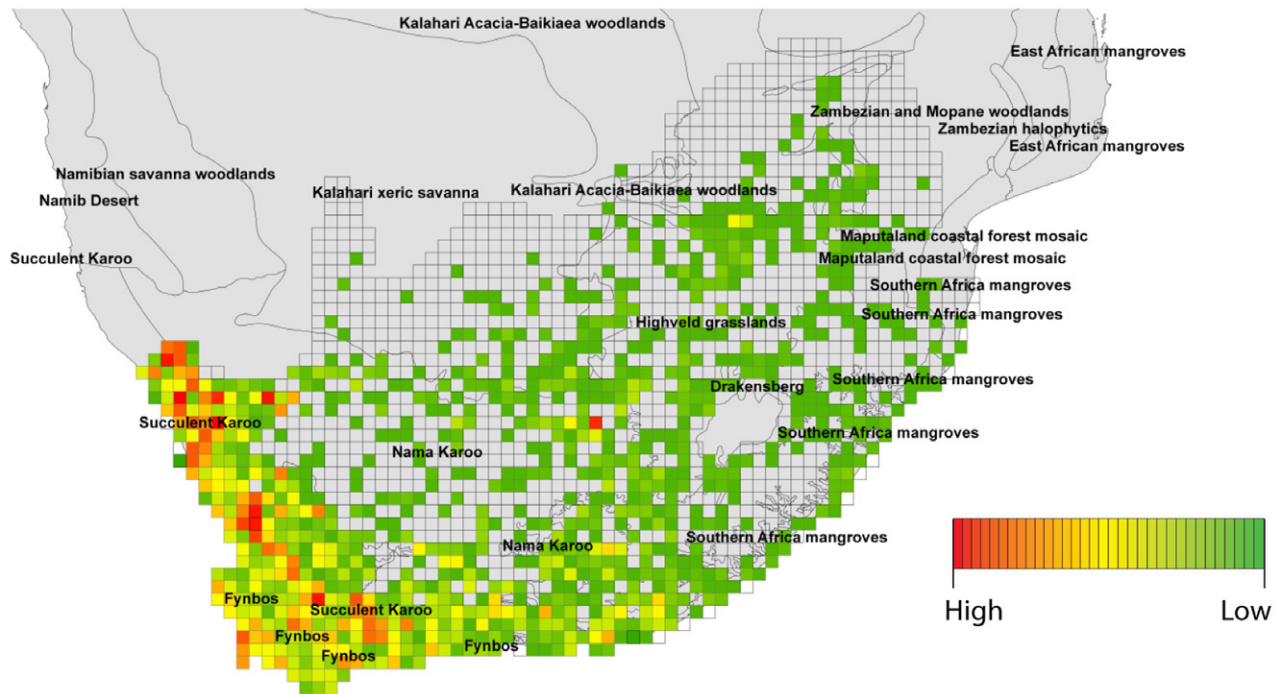 Kalahari Acacia-Baikiaea woodlands
East African mangroves
Zambezian and Mopane woodlands
Zambezian halophytics
East African mangroves
Namibian savanna woodlands
Kalahari xeric savanna
Kalahari Acacia-Baikiaea woodlands
Namib Desert
Maputaland coastal forest mosaic
Succulent Karoo
Maputaland coastal forest mosaic
Southern Africa mangroves
Southern Africa mangroves
Highveld grasslands
Drakensberg
Southern Africa mangroves
Succulent Karoo
Southern Africa mangroves
Nama Karoo
Southern Africa mangroves
Nama Karoo
Fynbos
Succulent Karoo
Fynbos
Fynbos
Fynbos
High
Low